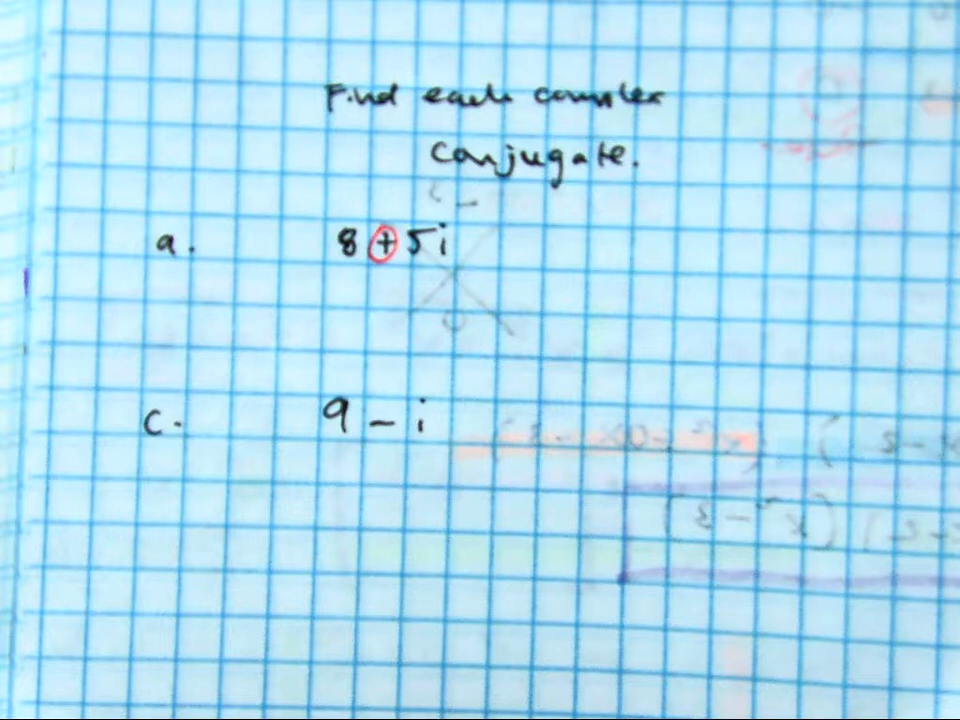 Find each complex
conjugate.
a. 8 + 5i
c. 9 - i